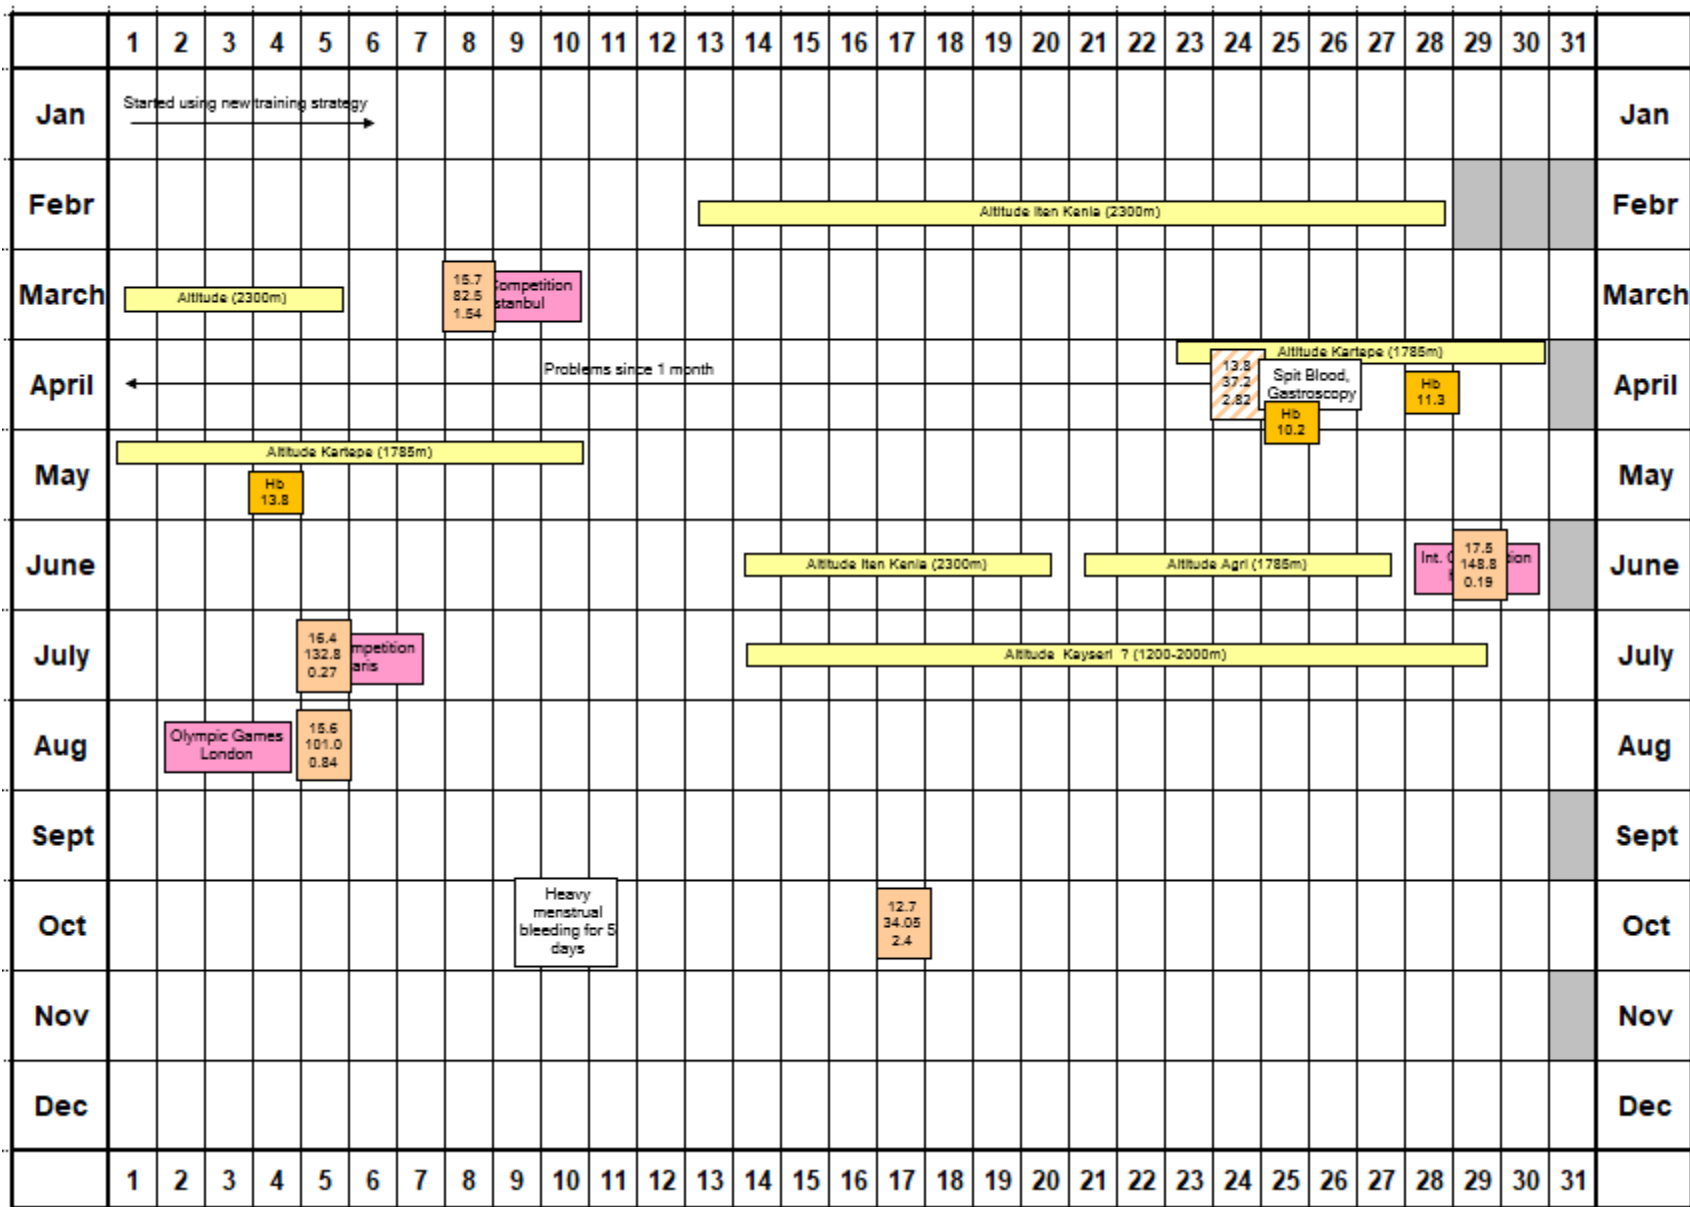 1 2 3 4 5 6 7 8 9 10 11 12 13 14 15 16 17 18 19 20 21 22 23 24 25 26 27 28 29 30 31
Jan Jan
Started using new training strategy
Febr Febr
Altitude Iten Kenia (2300m)
March March
Altitude (2300m)
15.7
82.5
1.54
Competition
stanbul
April April
Problems since 1 month
Altitude Kartepe (1785m)
13.8
37.2
2.82
Spit Blood,
Gastroscopy
Hb
10.2
Hb
11.3
May May
Altitude Kartepe (1785m)
Hb
13.8
June June
Altitude Iten Kenia (2300m)
Altitude Agri (1785m)
Int.
17.5
148.8
0.19
July July
16.4
132.8
0.27
mpetition
aris
Altitude Kayseri ? (1200-2000m)
Aug Aug
Olympic Games
London
15.6
101.0
0.84
Sept Sept
Oct Oct
Heavy
menstrual
bleeding for 5
days
12.7
34.05
2.4
Nov Nov
Dec Dec
1 2 3 4 5 6 7 8 9 10 11 12 13 14 15 16 17 18 19 20 21 22 23 24 25 26 27 28 29 30 31